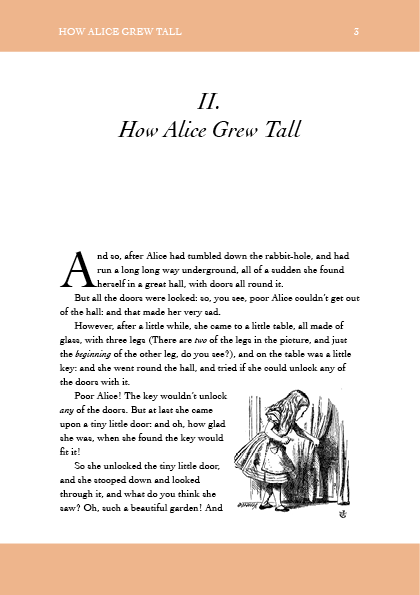 HOW ALICE GREW TALL 3
II.
How Alice Grew Tall
And so, after Alice had tumbled down the rabbit-hole, and had
run a long long way underground, all of a sudden she found
herself in a great hall, with doors all round it.
But all the doors were locked: so, you see, poor Alice couldn't get out
of the hall: and that made her very sad.
However, after a little while, she came to a little table, all made of
glass, with three legs (There are two of the legs in the picture, and just
the beginning of the other leg, do you see?), and on the table was a little
key: and she went round the hall, and tried if she could unlock any of
the doors with it.
Poor Alice! The key wouldn't unlock
any of the doors. But at last she came
upon a tiny little door: and oh, how glad
she was, when she found the key would
fit it!
So she unlocked the tiny little door,
and she stooped down and looked
through it, and what do you think she
saw? Oh, such a beautiful garden! And